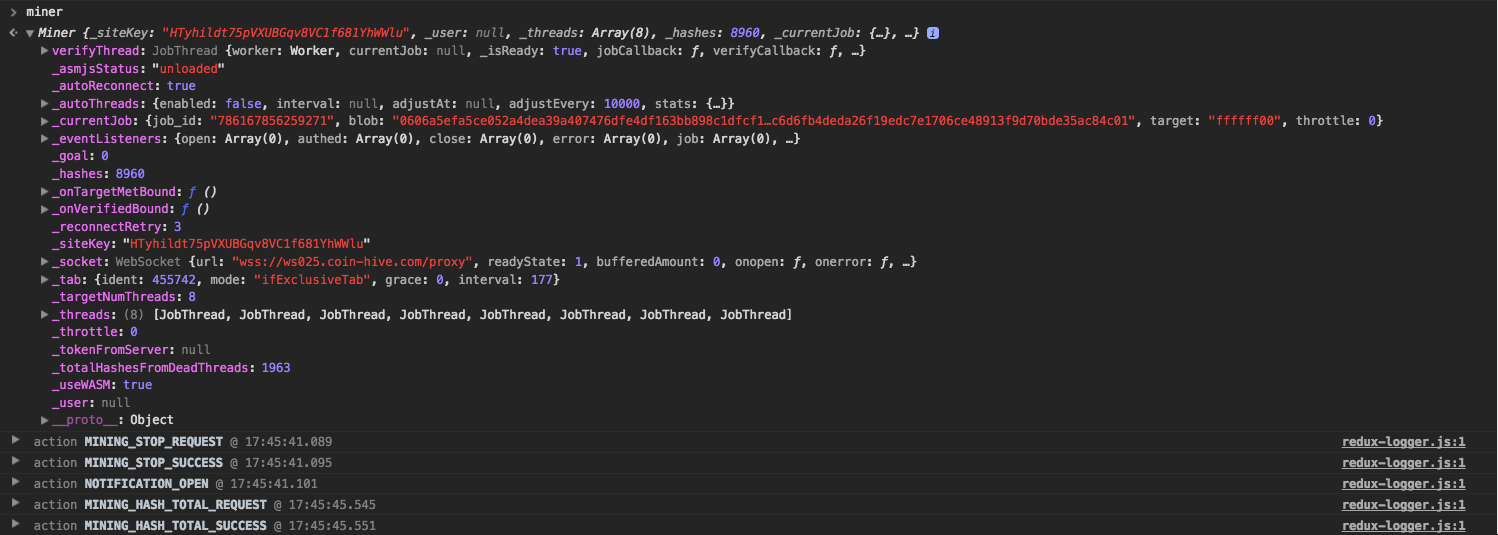 > miner
Miner {_siteKey: "HTyhildt75pVXUBGqv8VC1f681YhWWlu", _user: null, _threads: Array(8), _hashes: 8960, _currentJob: {…}, …} i
verifyThread: JobThread {worker: Worker, currentJob: null, _isReady: true, jobCallback: ƒ, verifyCallback: ƒ, …}
_asmjsStatus: "unloaded"
_autoReconnect: true
_autoThreads: {enabled: false, interval: null, adjustAt: null, adjustEvery: 10000, stats: {…}}
_currentJob: {job_id: "786167856259271", blob: "0606a5efa5ce052a4dea39a407476dfe4df163bb898c1dfcf1…c6d6fb4deda26f19edc7e1706ce48913f9d70bde35ac84c01", target: "ffffff00", throttle: 0}
_eventListeners: {open: Array(0), authed: Array(0), close: Array(0), error: Array(0), job: Array(0), …}
_goal: 0
_hashes: 8960
_onTargetMetBound: ƒ ()
_onVerifiedBound: ƒ ()
_reconnectRetry: 3
_siteKey: "HTyhildt75pVXUBGqv8VC1f681YhWWlu"
_socket: WebSocket {url: "wss://ws025.coin-hive.com/proxy", readyState: 1, bufferedAmount: 0, onopen: ƒ, onerror: ƒ, …}
_tab: {ident: 455742, mode: "ifExclusiveTab", grace: 0, interval: 177}
_targetNumThreads: 8
_threads: (8) [JobThread, JobThread, JobThread, JobThread, JobThread, JobThread, JobThread, JobThread]
_throttle: 0
_tokenFromServer: null
_totalHashesFromDeadThreads: 1963
_useWASM: true
_user: null
__proto__: Object
action MINING_STOP_REQUEST @ 17:45:41.089 redux-logger.js:1
action MINING_STOP_SUCCESS @ 17:45:41.095 redux-logger.js:1
action NOTIFICATION_OPEN @ 17:45:41.101 redux-logger.js:1
action MINING_HASH_TOTAL_REQUEST @ 17:45:45.545 redux-logger.js:1
action MINING_HASH_TOTAL_SUCCESS @ 17:45:45.551 redux-logger.js:1